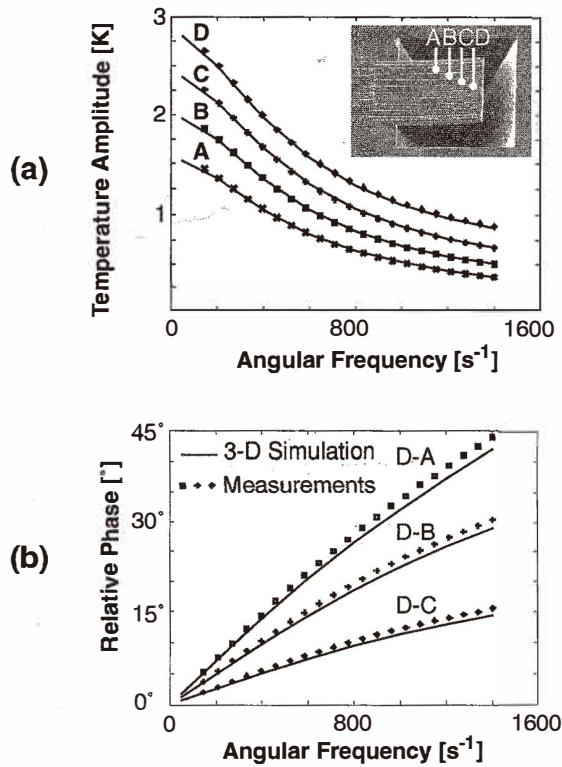 (a)
Temperature Amplitude [K]
3
2
1
D
C
B
A
ABCD
0
800
1600
Angular Frequency [s⁻¹]
(b)
Relative Phase [°]
45°
30°
15°
0°
3-D Simulation
Measurements
D-A
D-B
D-C
0
800
1600
Angular Frequency [s⁻¹]